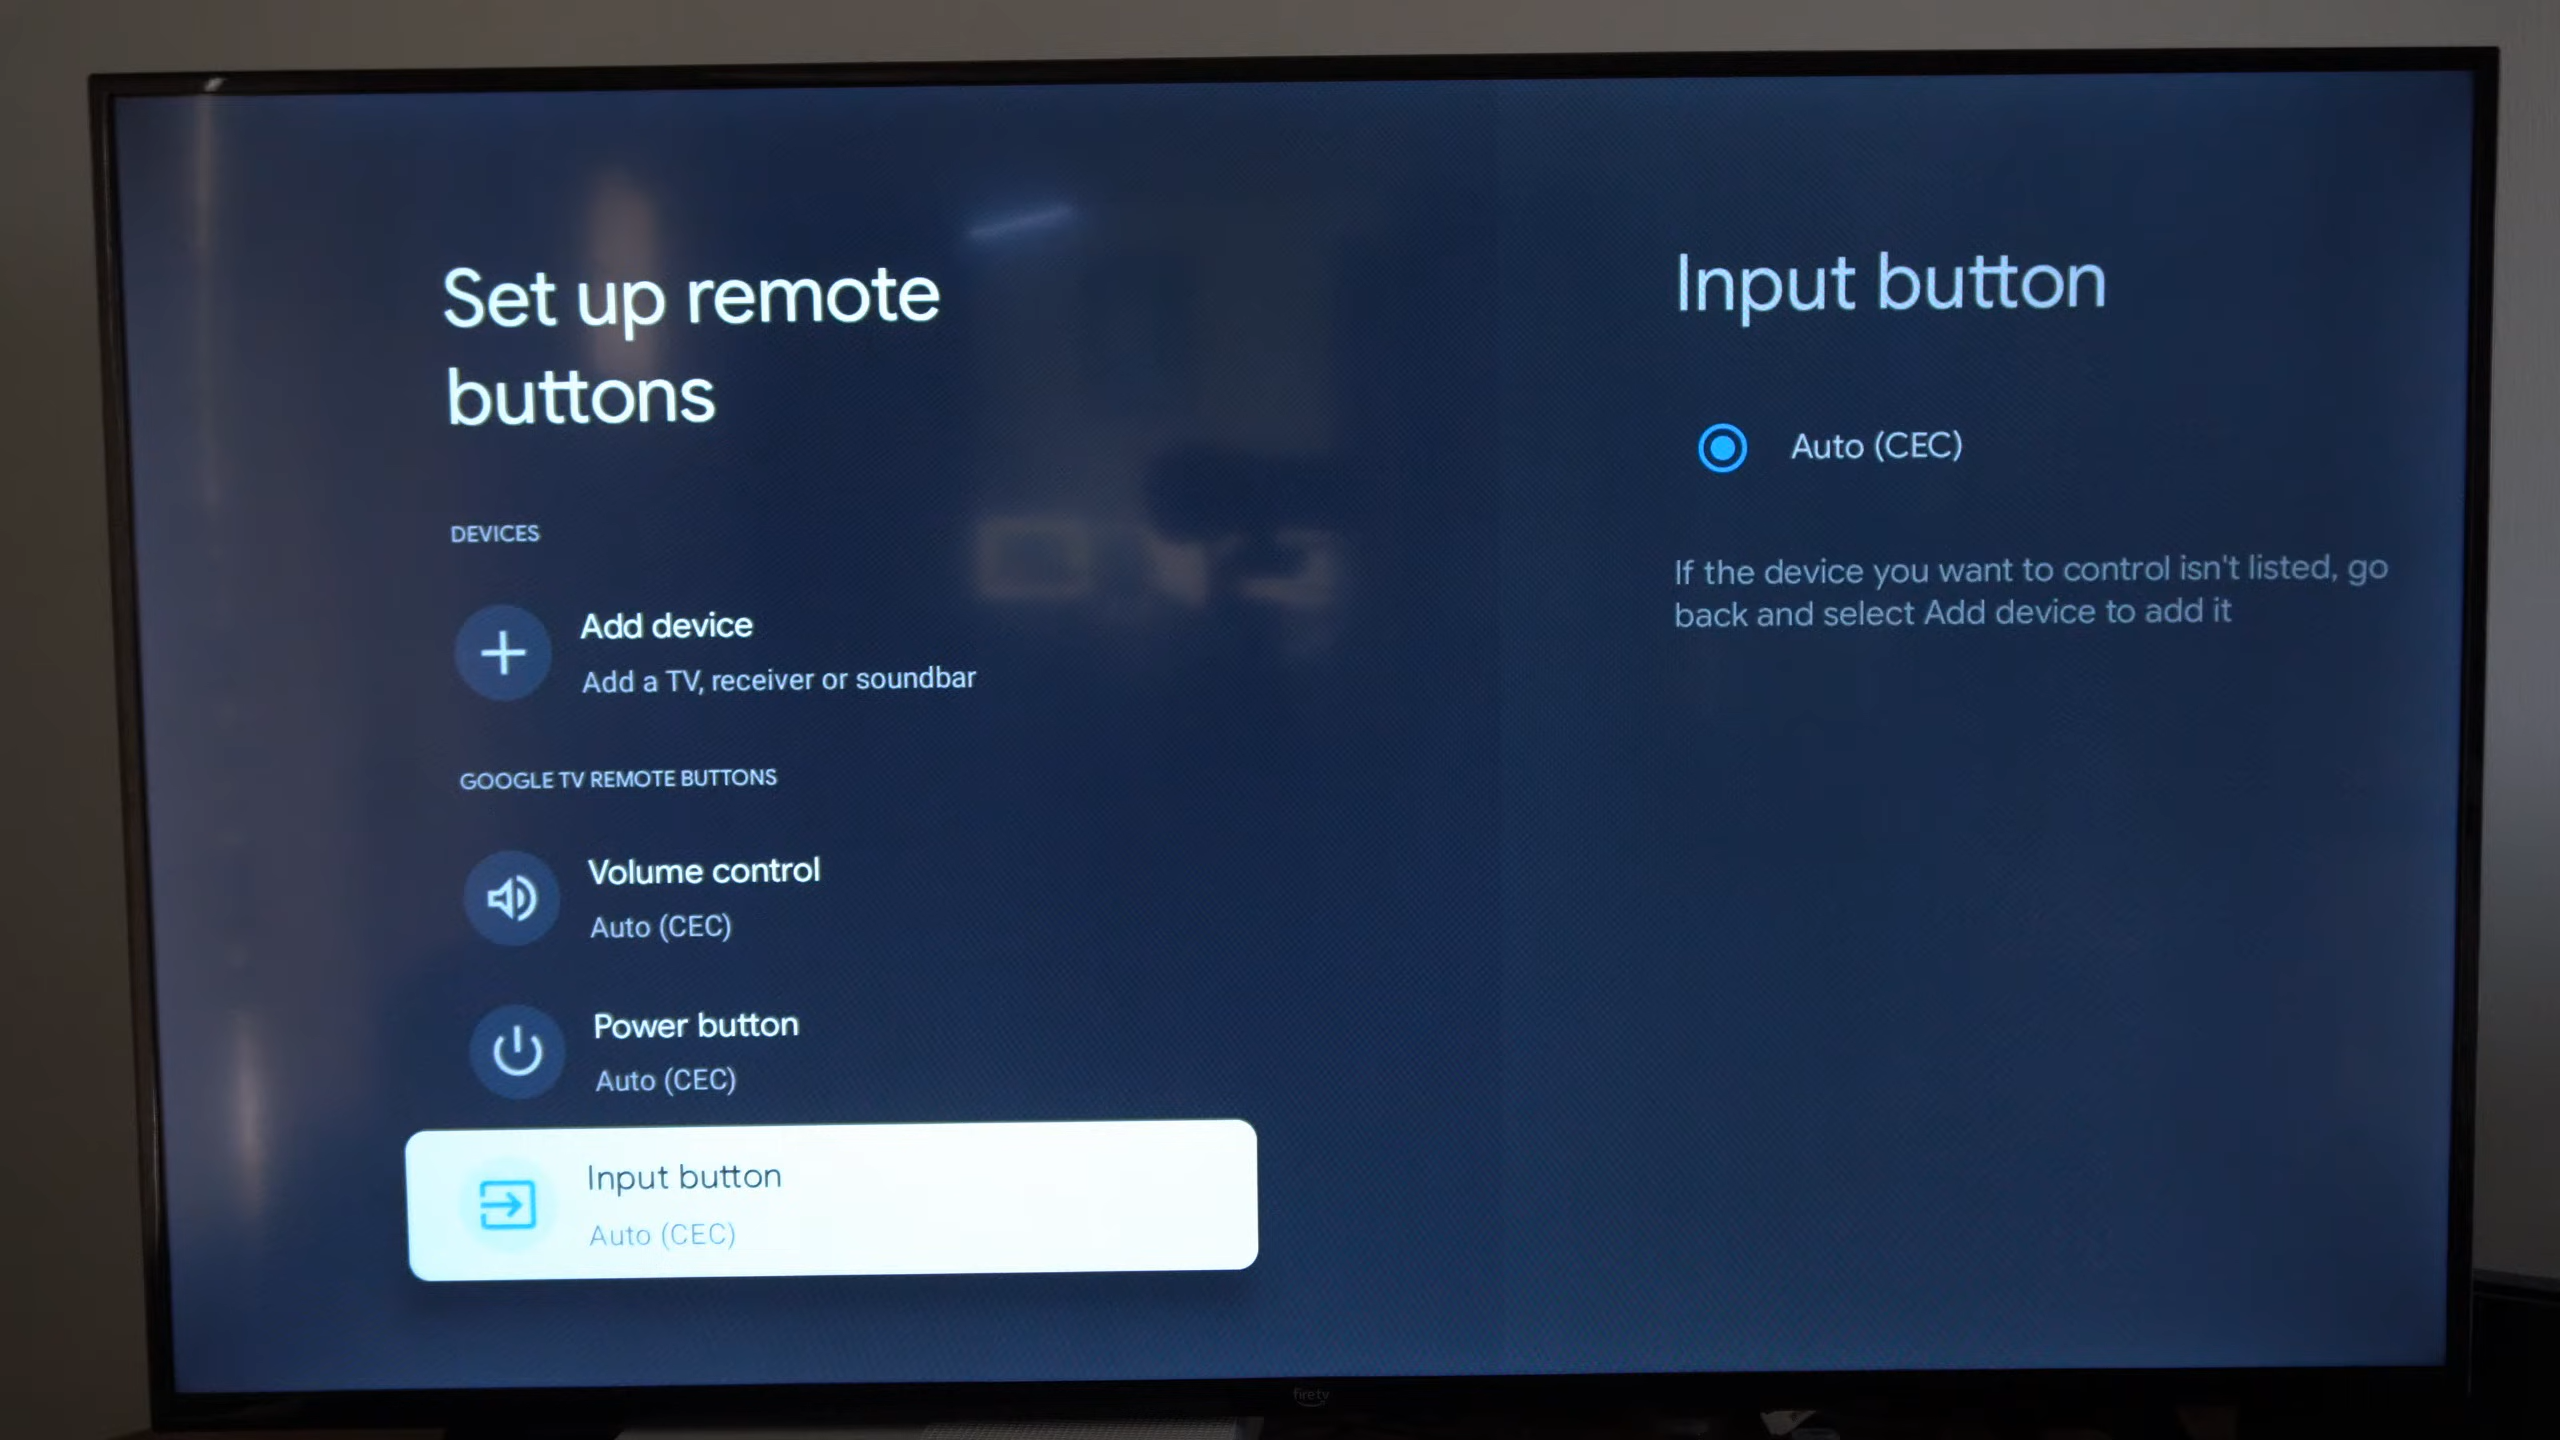 Set up remote
buttons
DEVICES
Add device
Add a TV, receiver or soundbar
GOOGLE TV REMOTE BUTTONS
Volume control
Auto (CEC)
Power button
Auto (CEC)
Input button
Auto (CEC)
Input button
Auto (CEC)
If the device you want to control isn't listed, go
back and select Add device to add it
firetv